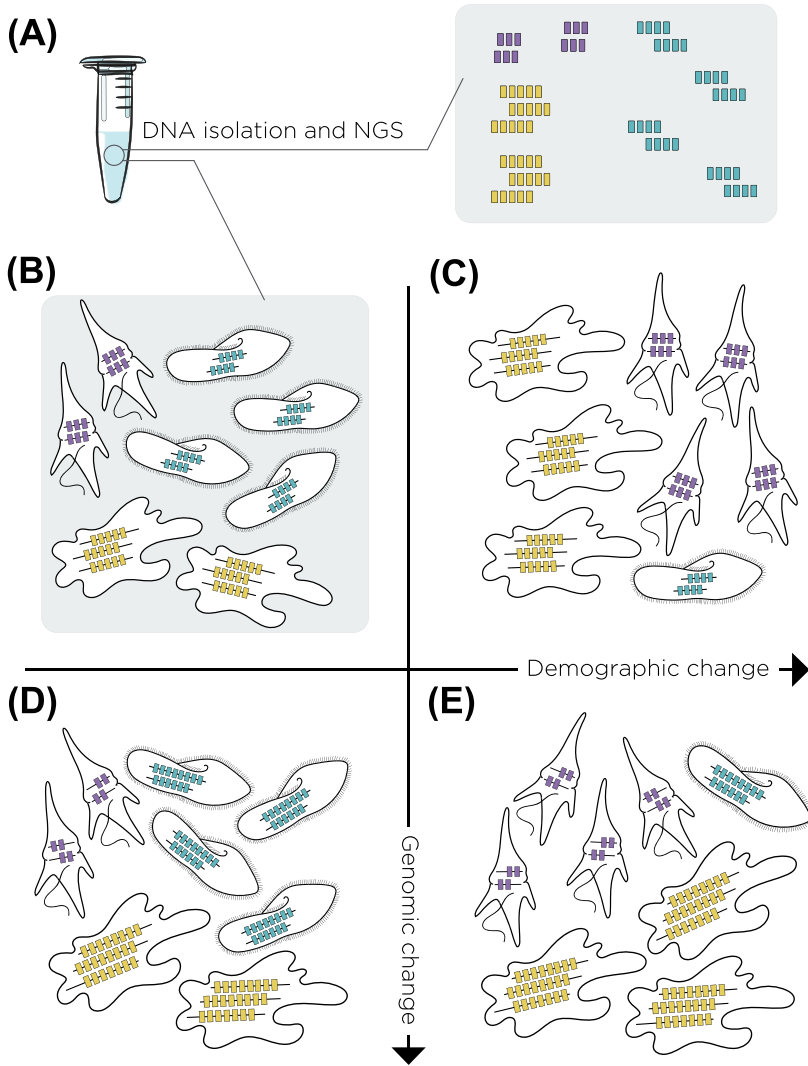 (A)
DNA isolation and NGS
(B)
(C)
Demographic change
(D)
(E)
Genomic change